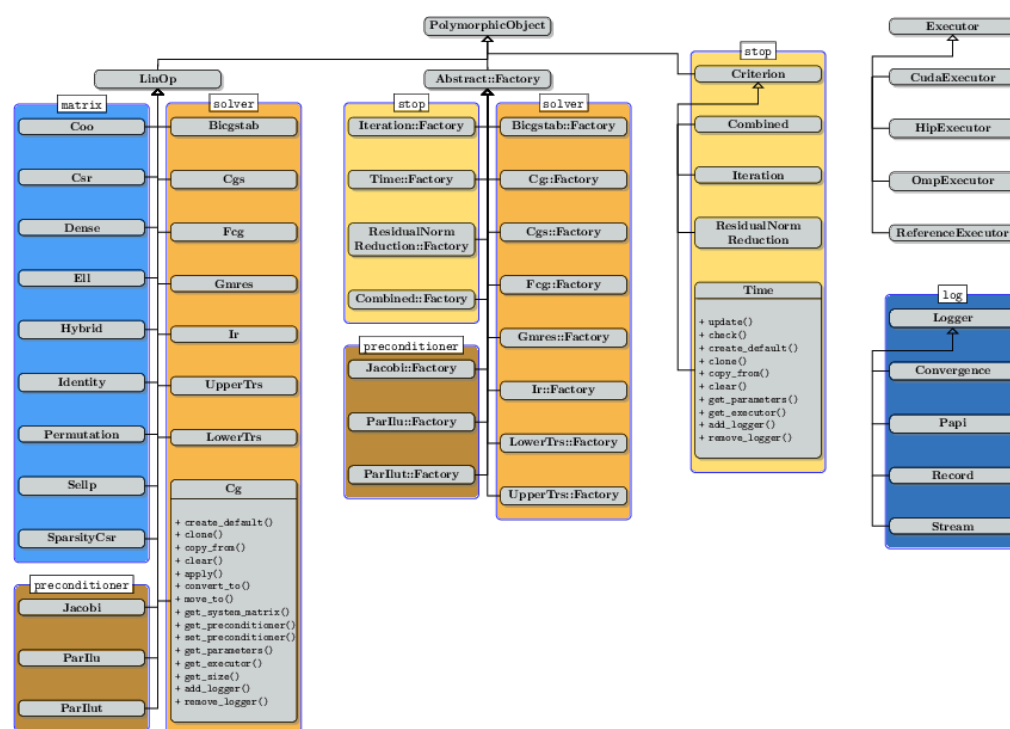 PolymorphicObject
LinOp
matrix
Coo
Csr
Dense
Ell
Hybrid
Identity
Permutation
Sellp
SparsityCsr
preconditioner
Jacobi
ParIlu
ParIlut
solver
Bicgstab
Cgs
Fcg
Gmres
Ir
UpperTrs
LowerTrs
Cg
+ create_default()
+ clone()
+ copy_from()
+ clear()
+ apply()
+ convert_to()
+ move_to()
+ get_system_matrix()
+ get_preconditioner()
+ set_preconditioner()
+ get_parameters()
+ get_executor()
+ get_size()
+ add_logger()
+ remove_logger()
Abstract::Factory
stop
Iteration::Factory
Time::Factory
ResidualNorm
Reduction::Factory
Combined::Factory
preconditioner
Jacobi::Factory
ParIlu::Factory
ParIlut::Factory
solver
Bicgstab::Factory
Cg::Factory
Cgs::Factory
Fcg::Factory
Gmres::Factory
Ir::Factory
LowerTrs::Factory
UpperTrs::Factory
stop
Criterion
Combined
Iteration
ResidualNorm
Reduction
Time
+ update()
+ check()
+ create_default()
+ clone()
+ copy_from()
+ clear()
+ get_parameters()
+ get_executor()
+ add_logger()
+ remove_logger()
Executor
CudaExecutor
HipExecutor
OmpExecutor
ReferenceExecutor
log
Logger
Convergence
Papi
Record
Stream